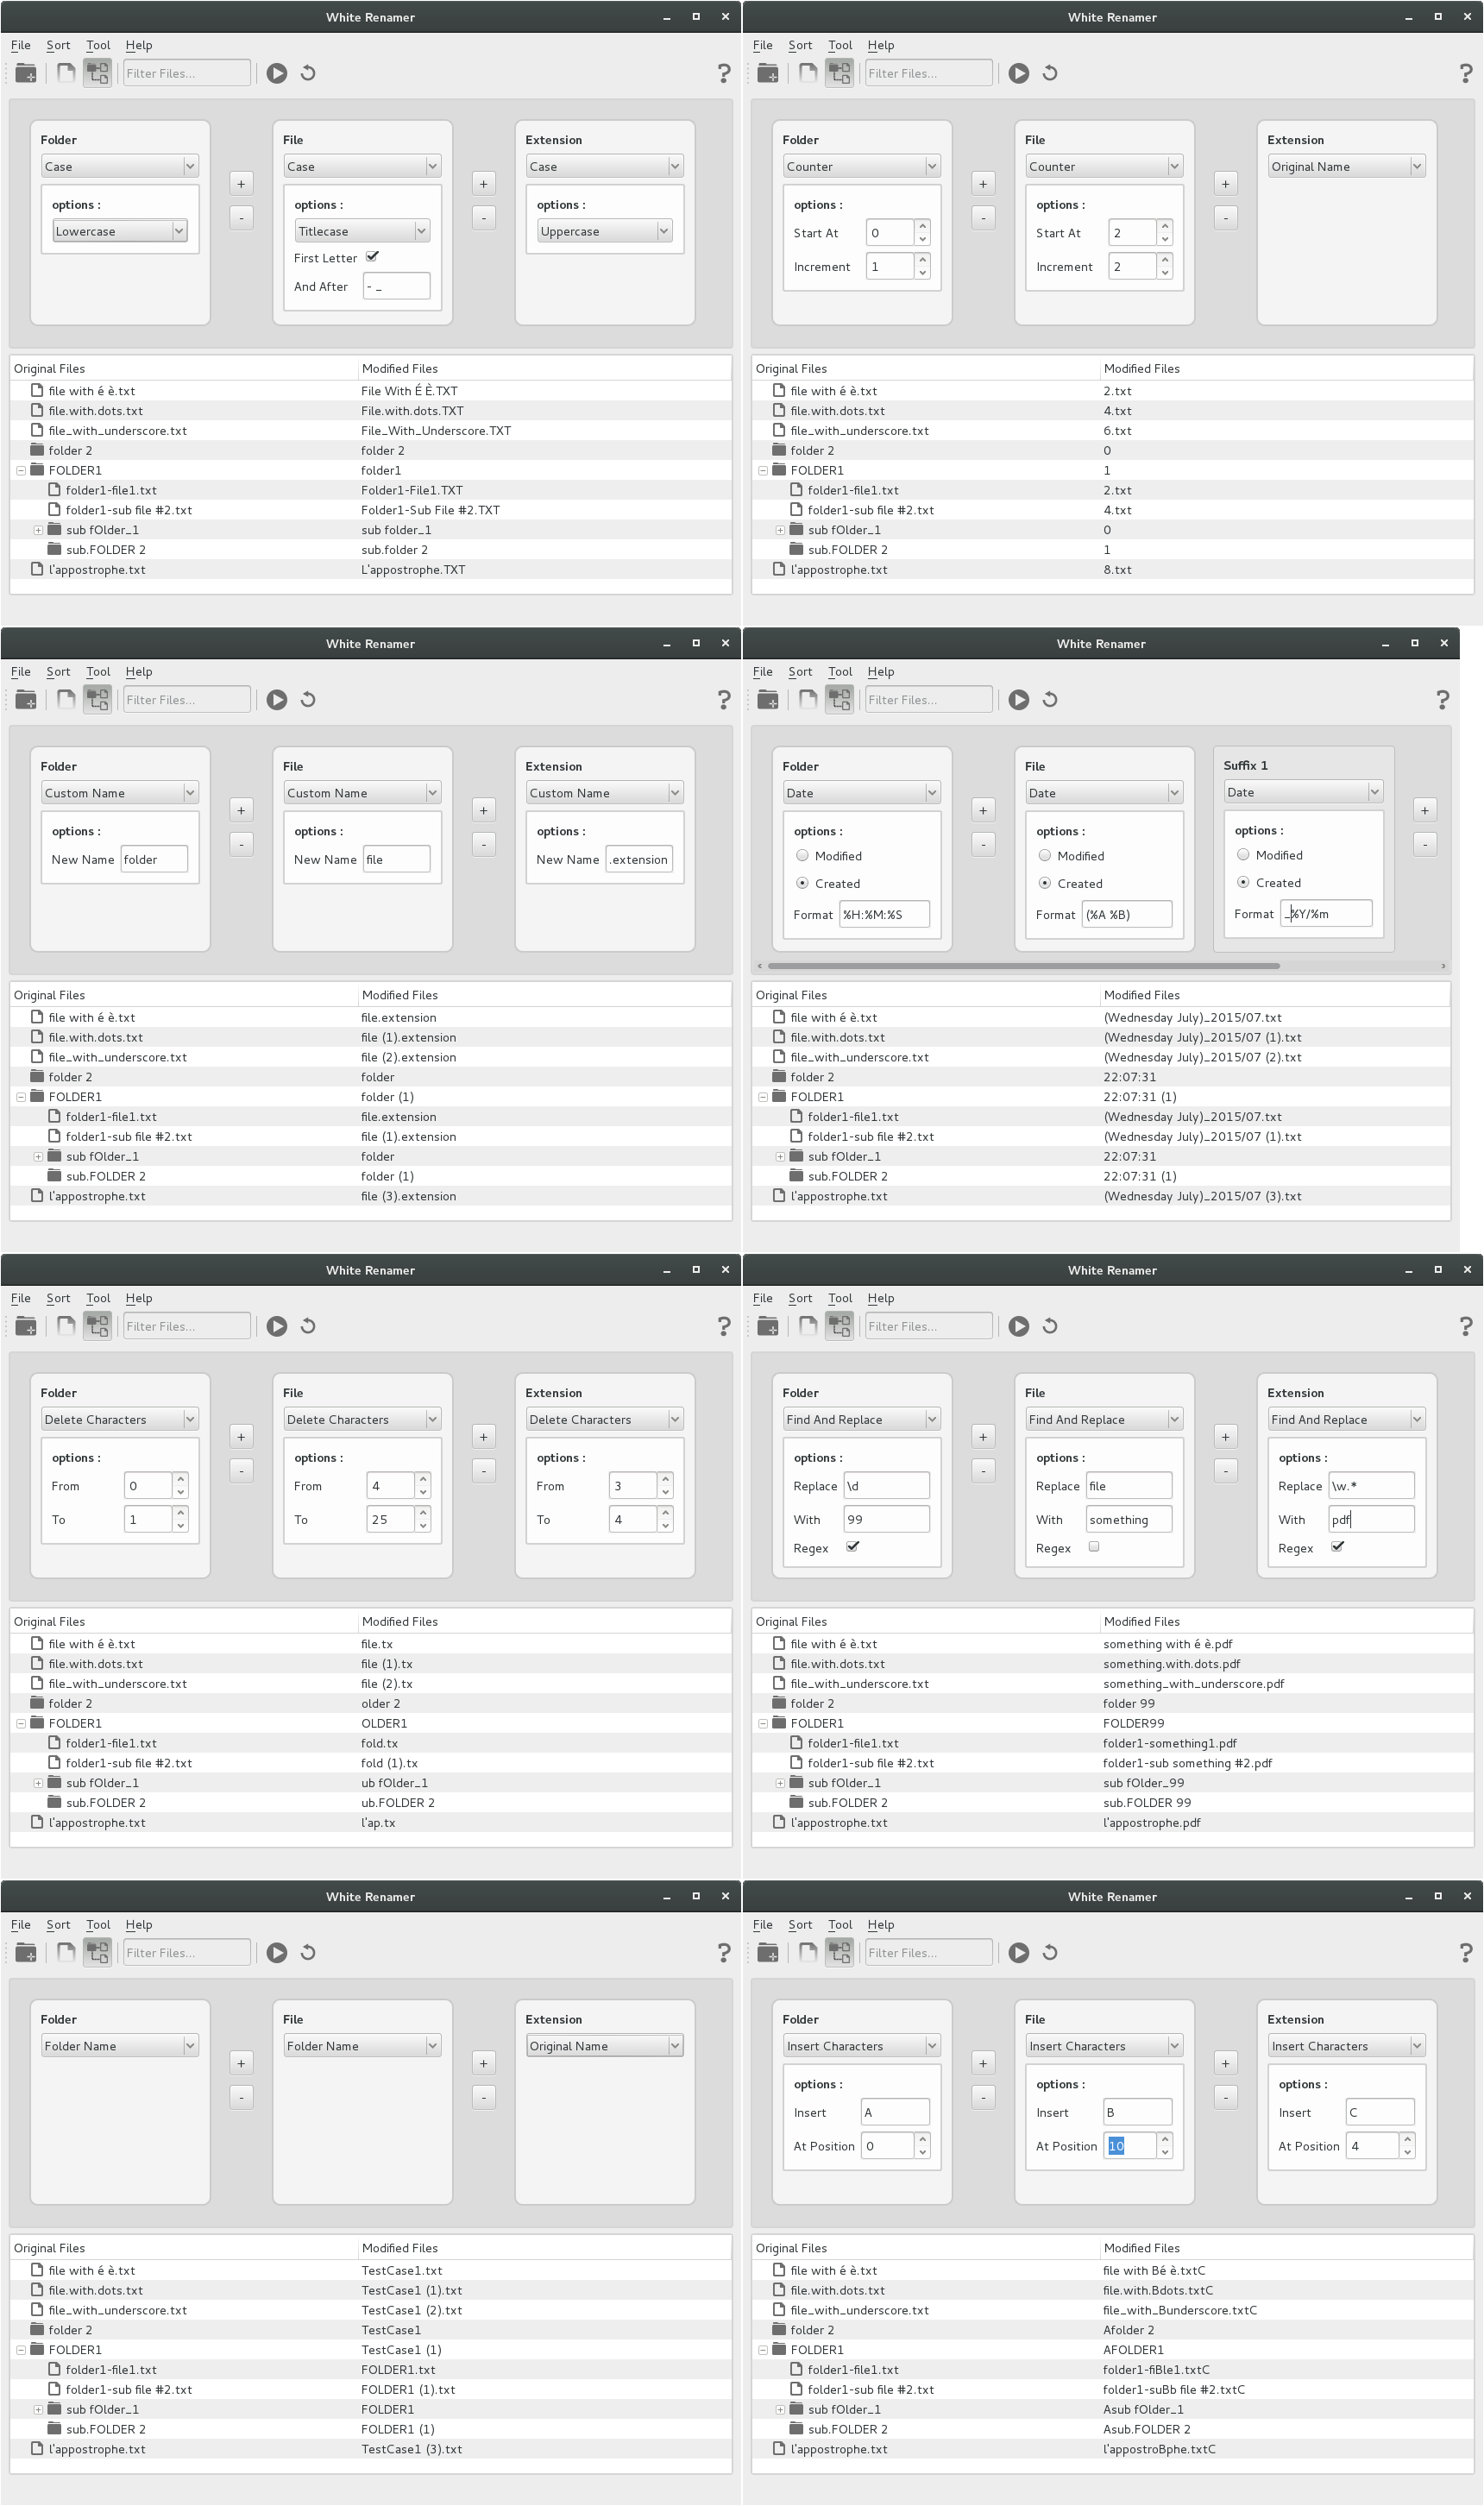 White Renamer
File Sort Tool Help
Filter Files...
?
Folder File Extension
Case Case Case
+ +
- -
options : options : options :
Lowercase Titlecase Uppercase
First Letter
And After - _
Original Files Modified Files
file with é è.txt File With É È.TXT
file.with.dots.txt File.with.dots.TXT
file_with_underscore.txt File_With_Underscore.TXT
folder 2 folder 2
FOLDER1 folder1
folder1-file1.txt Folder1-File1.TXT
folder1-sub file #2.txt Folder1-Sub File #2.TXT
sub fOlder_1 sub folder_1
sub.FOLDER 2 sub.folder 2
l'appostrophe.txt L'appostrophe.TXT
White Renamer
File Sort Tool Help
Filter Files...
?
Folder File Extension
Counter Counter Original Name
+ +
- -
options : options :
Start At 0 Start At 2
Increment 1 Increment 2
Original Files Modified Files
file with é è.txt 2.txt
file.with.dots.txt 4.txt
file_with_underscore.txt 6.txt
folder 2 0
FOLDER1 1
folder1-file1.txt 2.txt
folder1-sub file #2.txt 4.txt
sub fOlder_1 0
sub.FOLDER 2 1
l'appostrophe.txt 8.txt
White Renamer
File Sort Tool Help
Filter Files...
?
Folder File Extension
Custom Name Custom Name Custom Name
+ +
- -
options : options : options :
New Name folder New Name file New Name .extension
Original Files Modified Files
file with é è.txt file.extension
file.with.dots.txt file (1).extension
file_with_underscore.txt file (2).extension
folder 2 folder
FOLDER1 folder (1)
folder1-file1.txt file.extension
folder1-sub file #2.txt file (1).extension
sub fOlder_1 folder
sub.FOLDER 2 folder (1)
l'appostrophe.txt file (3).extension
White Renamer
File Sort Tool Help
Filter Files...
?
Folder File Suffix 1
Date Date Date
+ +
- -
options : options : options :
Modified Modified Modified
Created Created Created
Format %H:%M:%S Format (%A %B) Format _%Y/%m
Original Files Modified Files
file with é è.txt (Wednesday July)_2015/07.txt
file.with.dots.txt (Wednesday July)_2015/07 (1).txt
file_with_underscore.txt (Wednesday July)_2015/07 (2).txt
folder 2 22:07:31
FOLDER1 22:07:31 (1)
folder1-file1.txt (Wednesday July)_2015/07.txt
folder1-sub file #2.txt (Wednesday July)_2015/07 (1).txt
sub fOlder_1 22:07:31
sub.FOLDER 2 22:07:31 (1)
l'appostrophe.txt (Wednesday July)_2015/07 (3).txt
White Renamer
File Sort Tool Help
Filter Files...
?
Folder File Extension
Delete Characters Delete Characters Delete Characters
+ +
- -
options : options : options :
From 0 From 4 From 3
To 1 To 25 To 4
Original Files Modified Files
file with é è.txt file.tx
file.with.dots.txt file (1).tx
file_with_underscore.txt file (2).tx
folder 2 older 2
FOLDER1 OLDER1
folder1-file1.txt fold.tx
folder1-sub file #2.txt fold (1).tx
sub fOlder_1 ub fOlder_1
sub.FOLDER 2 ub.FOLDER 2
l'appostrophe.txt l'ap.tx
White Renamer
File Sort Tool Help
Filter Files...
?
Folder File Extension
Find And Replace Find And Replace Find And Replace
+ +
- -
options : options : options :
Replace \d Replace file Replace \w.*
With 99 With something With pdf
Regex Regex Regex
Original Files Modified Files
file with é è.txt something with é è.pdf
file.with.dots.txt something.with.dots.pdf
file_with_underscore.txt something_with_underscore.pdf
folder 2 folder 99
FOLDER1 FOLDER99
folder1-file1.txt folder1-something1.pdf
folder1-sub file #2.txt folder1-sub something #2.pdf
sub fOlder_1 sub fOlder_99
sub.FOLDER 2 sub.FOLDER 99
l'appostrophe.txt l'appostrophe.pdf
White Renamer
File Sort Tool Help
Filter Files...
?
Folder File Extension
Folder Name Folder Name Original Name
+ +
- -
Original Files Modified Files
file with é è.txt TestCase1.txt
file.with.dots.txt TestCase1 (1).txt
file_with_underscore.txt TestCase1 (2).txt
folder 2 TestCase1
FOLDER1 TestCase1 (1)
folder1-file1.txt FOLDER1.txt
folder1-sub file #2.txt FOLDER1 (1).txt
sub fOlder_1 FOLDER1
sub.FOLDER 2 FOLDER1 (1)
l'appostrophe.txt TestCase1 (3).txt
White Renamer
File Sort Tool Help
Filter Files...
?
Folder File Extension
Insert Characters Insert Characters Insert Characters
+ +
- -
options : options : options :
Insert A Insert B Insert C
At Position 0 At Position 10 At Position 4
Original Files Modified Files
file with é è.txt file with Bé è.txtC
file.with.dots.txt file.with.Bdots.txtC
file_with_underscore.txt file_with_Bunderscore.txtC
folder 2 Afolder 2
FOLDER1 AFOLDER1
folder1-file1.txt folder1-fiBle1.txtC
folder1-sub file #2.txt folder1-suBb file #2.txtC
sub fOlder_1 Asub fOlder_1
sub.FOLDER 2 Asub.FOLDER 2
l'appostrophe.txt l'appostroBphe.txtC